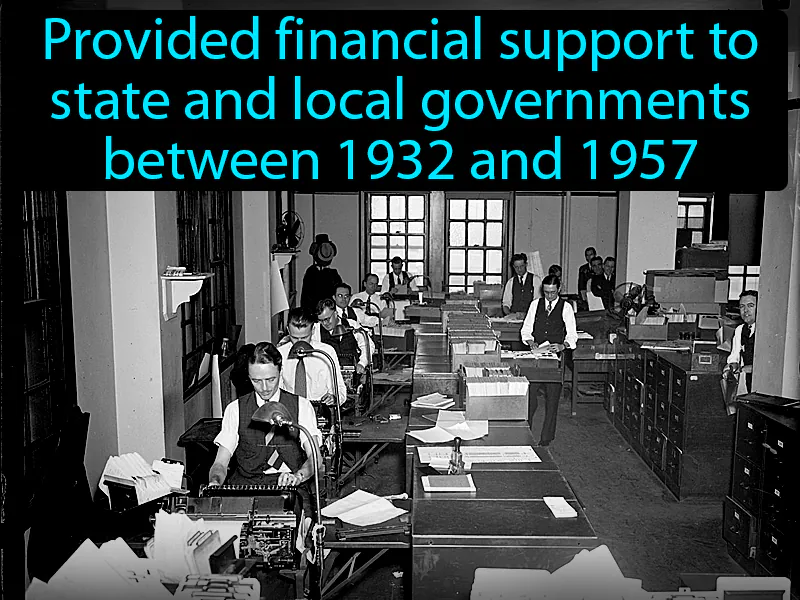 Provided financial support to
state and local governments
between 1932 and 1957